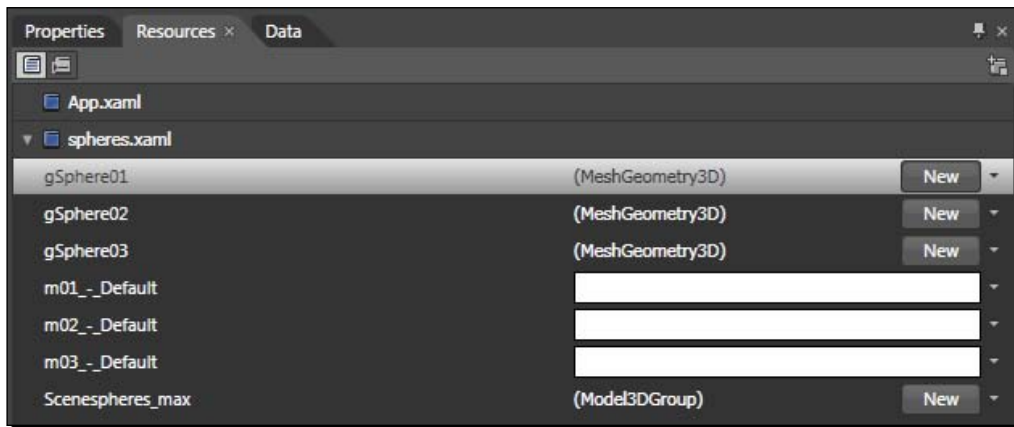 Properties Resources × Data
App.xaml
spheres.xaml
gSphere01 (MeshGeometry3D) New
gSphere02 (MeshGeometry3D) New
gSphere03 (MeshGeometry3D) New
m01_-_Default
m02_-_Default
m03_-_Default
Scenespheres_max (Model3DGroup) New